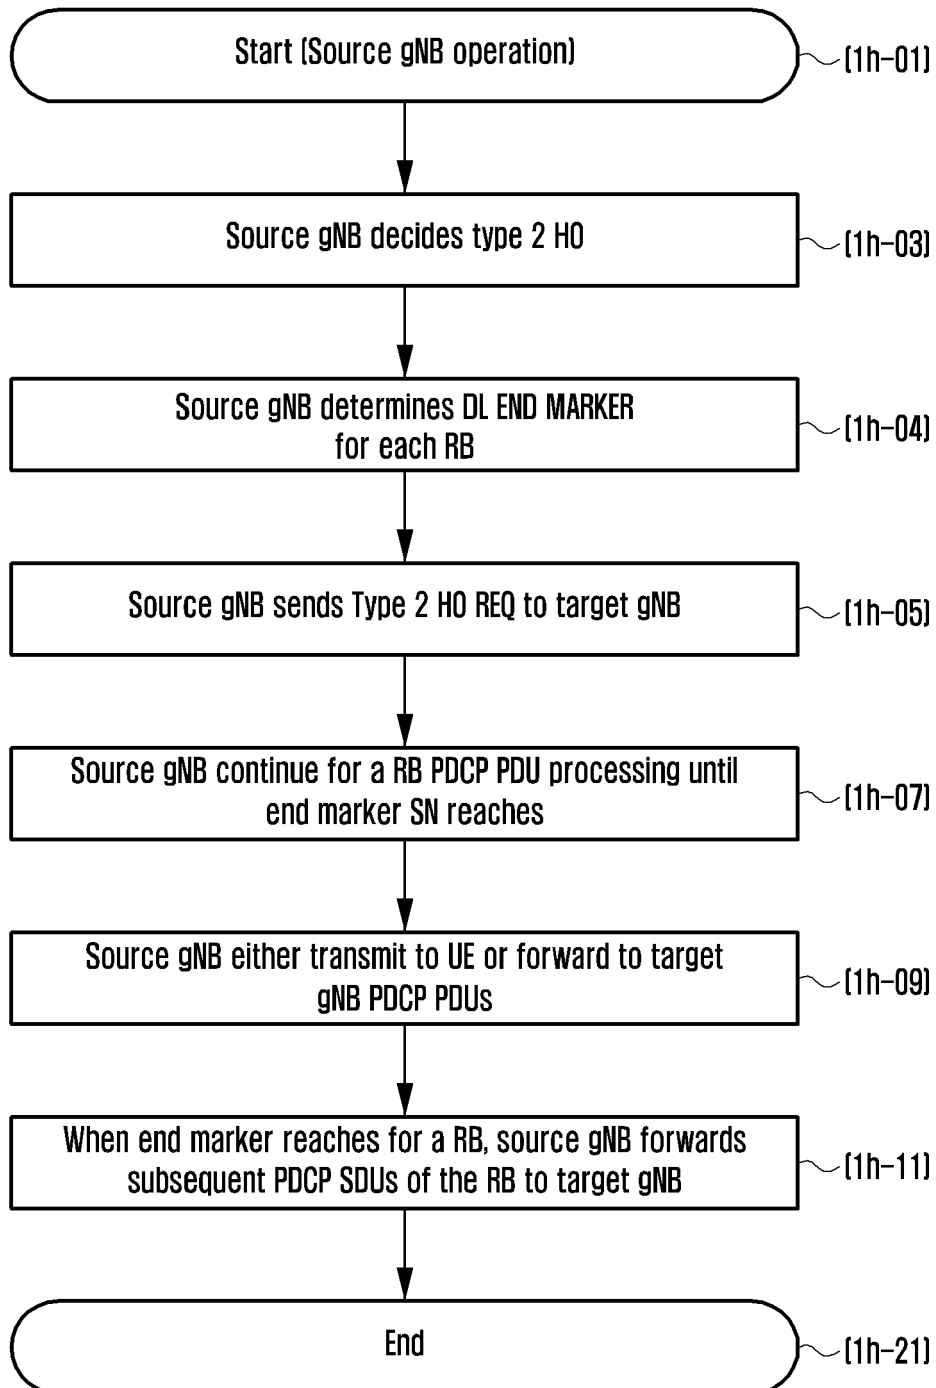 Start (Source gNB operation)
(1h-01)
Source gNB decides type 2 HO
(1h-03)
Source gNB determines DL END MARKER
for each RB
(1h-04)
Source gNB sends Type 2 HO REQ to target gNB
(1h-05)
Source gNB continue for a RB PDCP PDU processing until
end marker SN reaches
(1h-07)
Source gNB either transmit to UE or forward to target
gNB PDCP PDUs
(1h-09)
When end marker reaches for a RB, source gNB forwards
subsequent PDCP SDUs of the RB to target gNB
(1h-11)
End
(1h-21)